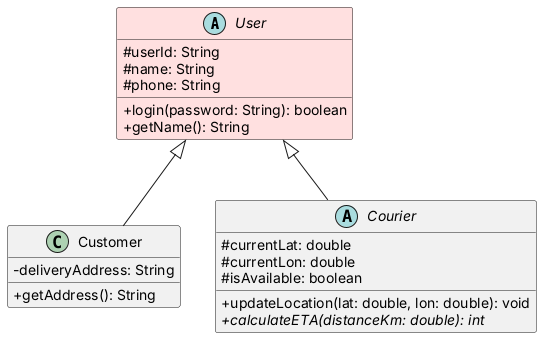 A User
#userId: String
#name: String
#phone: String
+login(password: String): boolean
+getName(): String
C Customer
-deliveryAddress: String
+getAddress(): String
A Courier
#currentLat: double
#currentLon: double
#isAvailable: boolean
+updateLocation(lat: double, lon: double): void
+calculateETA(distanceKm: double): int